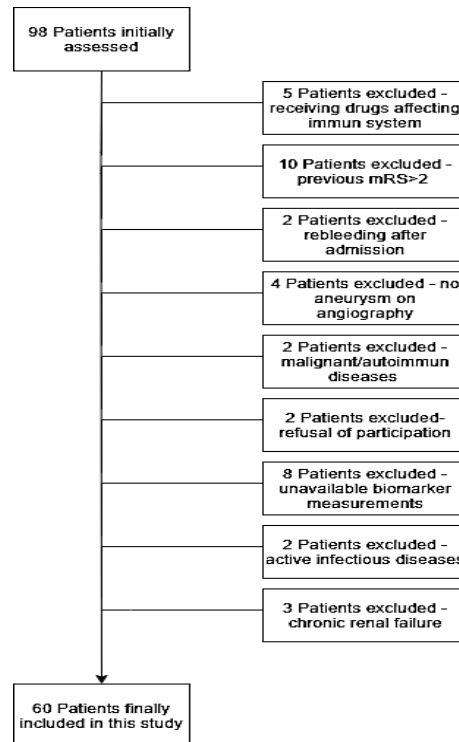 98 Patients initially
assessed
5 Patients excluded -
receiving drugs affecting
immun system
10 Patients excluded -
previous mRS>2
2 Patients excluded -
rebleeding after
admission
4 Patients excluded - no
aneurysm on
angiography
2 Patients excluded -
malignant/autoimmun
diseases
2 Patients excluded-
refusal of participation
8 Patients excluded -
unavailable biomarker
measurements
2 Patients excluded -
active infectious diseases
3 Patients excluded -
chronic renal failure
60 Patients finally
included in this study